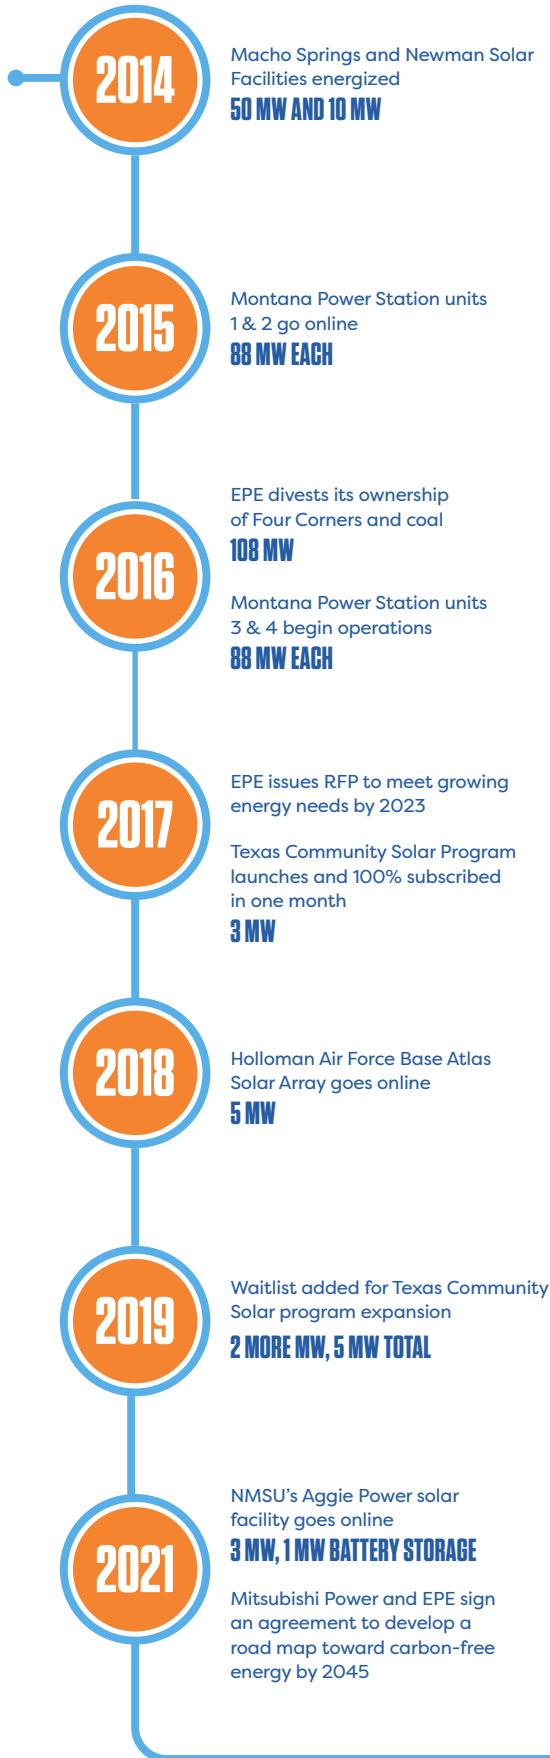 2014
Macho Springs and Newman Solar
Facilities energized
50 MW AND 10 MW
2015
Montana Power Station units
1 & 2 go online
88 MW EACH
2016
EPE divests its ownership
of Four Corners and coal
108 MW
Montana Power Station units
3 & 4 begin operations
88 MW EACH
2017
EPE issues RFP to meet growing
energy needs by 2023
Texas Community Solar Program
launches and 100% subscribed
in one month
3 MW
2018
Holloman Air Force Base Atlas
Solar Array goes online
5 MW
2019
Waitlist added for Texas Community
Solar program expansion
2 MORE MW, 5 MW TOTAL
2021
NMSU's Aggie Power solar
facility goes online
3 MW, 1 MW BATTERY STORAGE
Mitsubishi Power and EPE sign
an agreement to develop a
road map toward carbon-free
energy by 2045